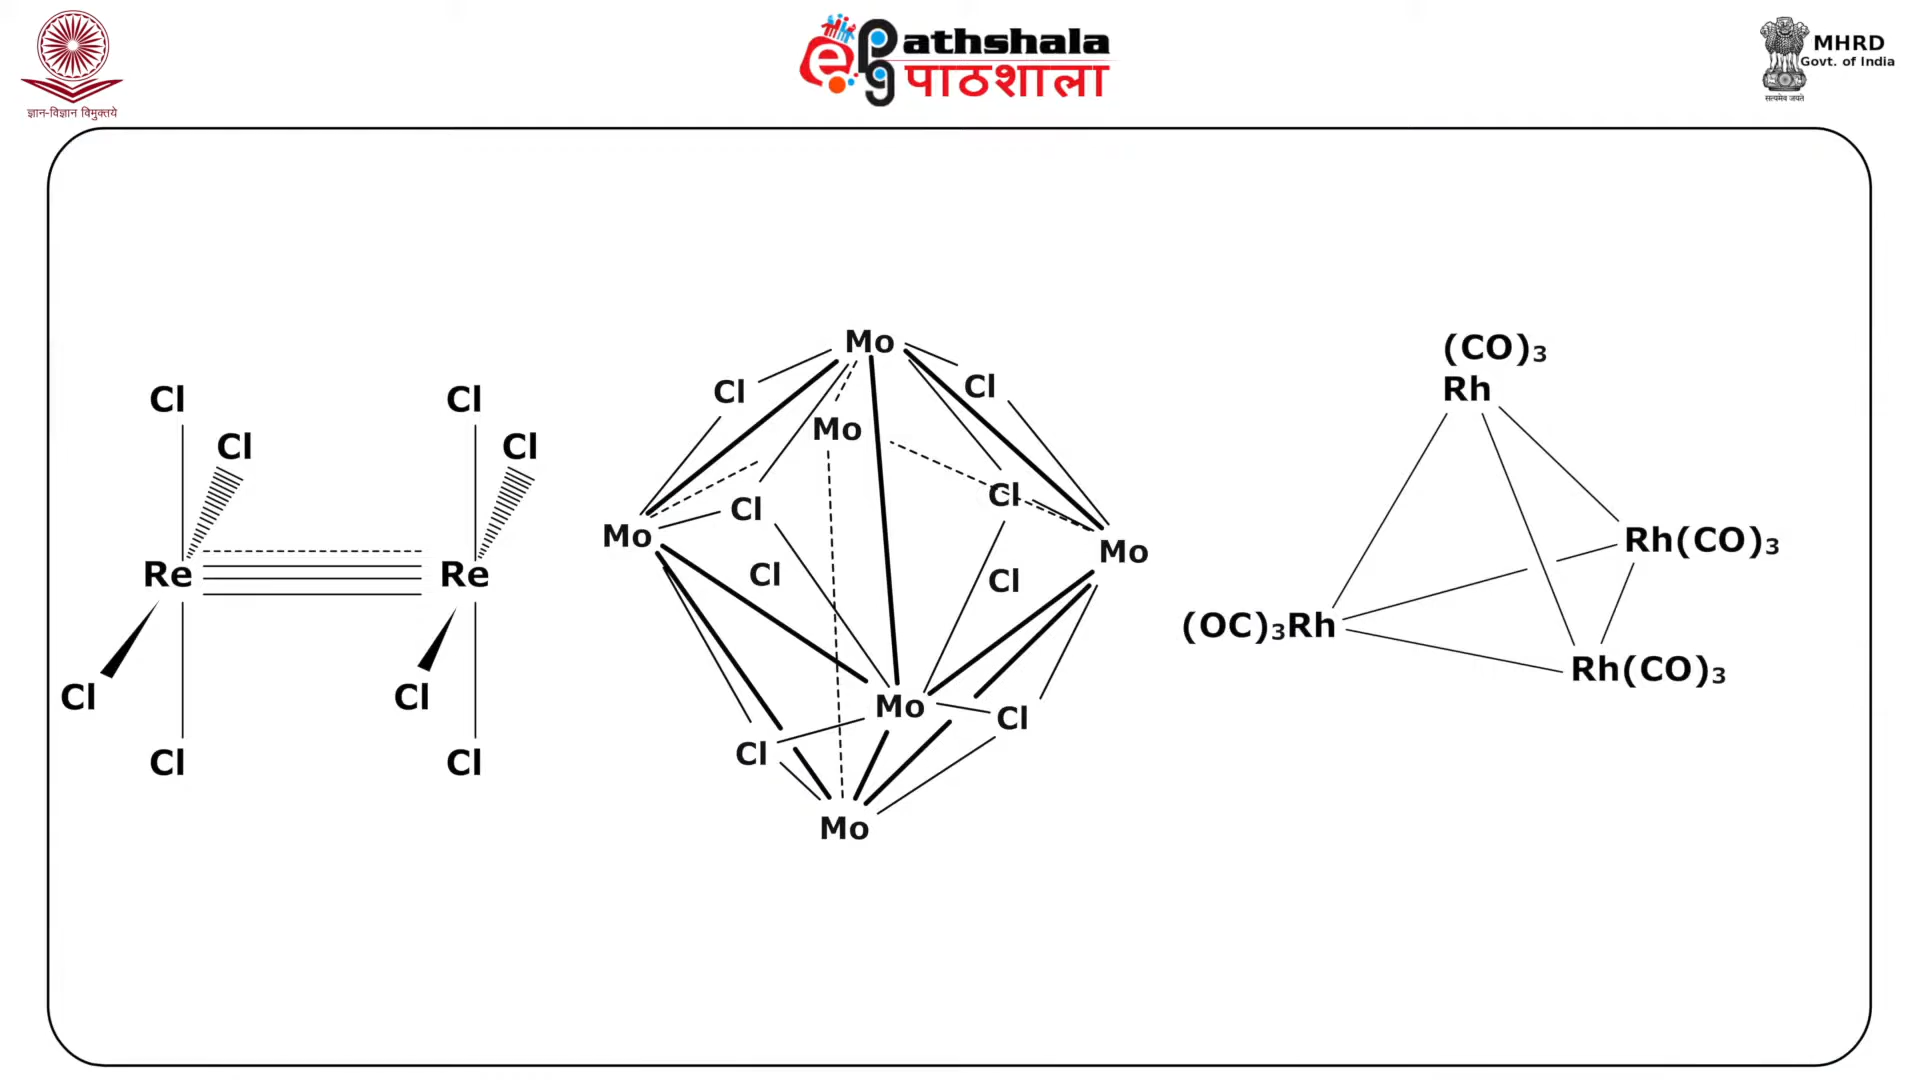 ज्ञान-विज्ञान विमुक्तये
ePGathshala
पाठशाला
MHRD
Govt. of India
सत्यमेव जयते
Cl
Cl
Cl
Cl
Re
Re
Cl
Cl
Cl
Cl
Mo
Cl
Cl
Mo
Cl
Cl
Mo
Mo
Cl
Cl
Mo
Cl
Cl
Mo
(CO)₃
Rh
Rh(CO)₃
(OC)₃Rh
Rh(CO)₃